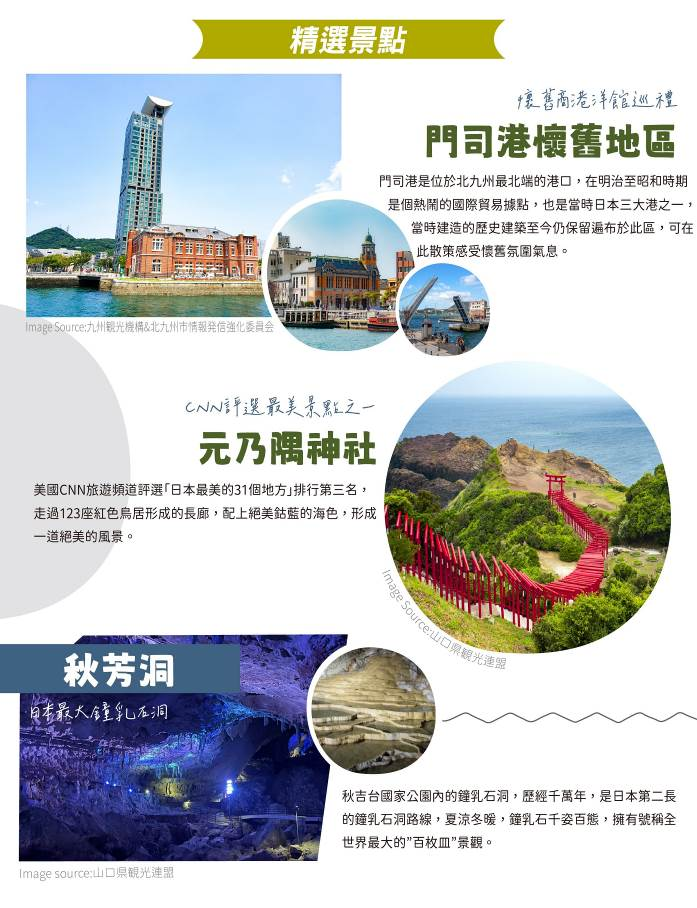 精選景點
懷舊商港洋館巡禮
門司港懷舊地區
門司港是位於北九州最北端的港口，在明治至昭和時期
是個熱鬧的國際貿易據點，也是當時日本三大港之一，
當時建造的歷史建築至今仍保留遍布於此區，可在
此散策感受懷舊氛圍氣息。
Image Source:九州観光機構&北九州市情報発信強化委員会
CNN評選最美景點之一
元乃隅神社
美國CNN旅遊頻道評選「日本最美的31個地方」排行第三名，
走過123座紅色鳥居形成的長廊，配上絕美鈷藍的海色，形成
一道絕美的風景。
Image Source:山口県観光連盟
秋芳洞
日本最大鐘乳石洞
秋吉台國家公園內的鐘乳石洞，歷經千萬年，是日本第二長
的鐘乳石洞路線，夏涼冬暖，鐘乳石千姿百態，擁有號稱全
世界最大的”百枚皿”景觀。
Image source:山口県観光連盟